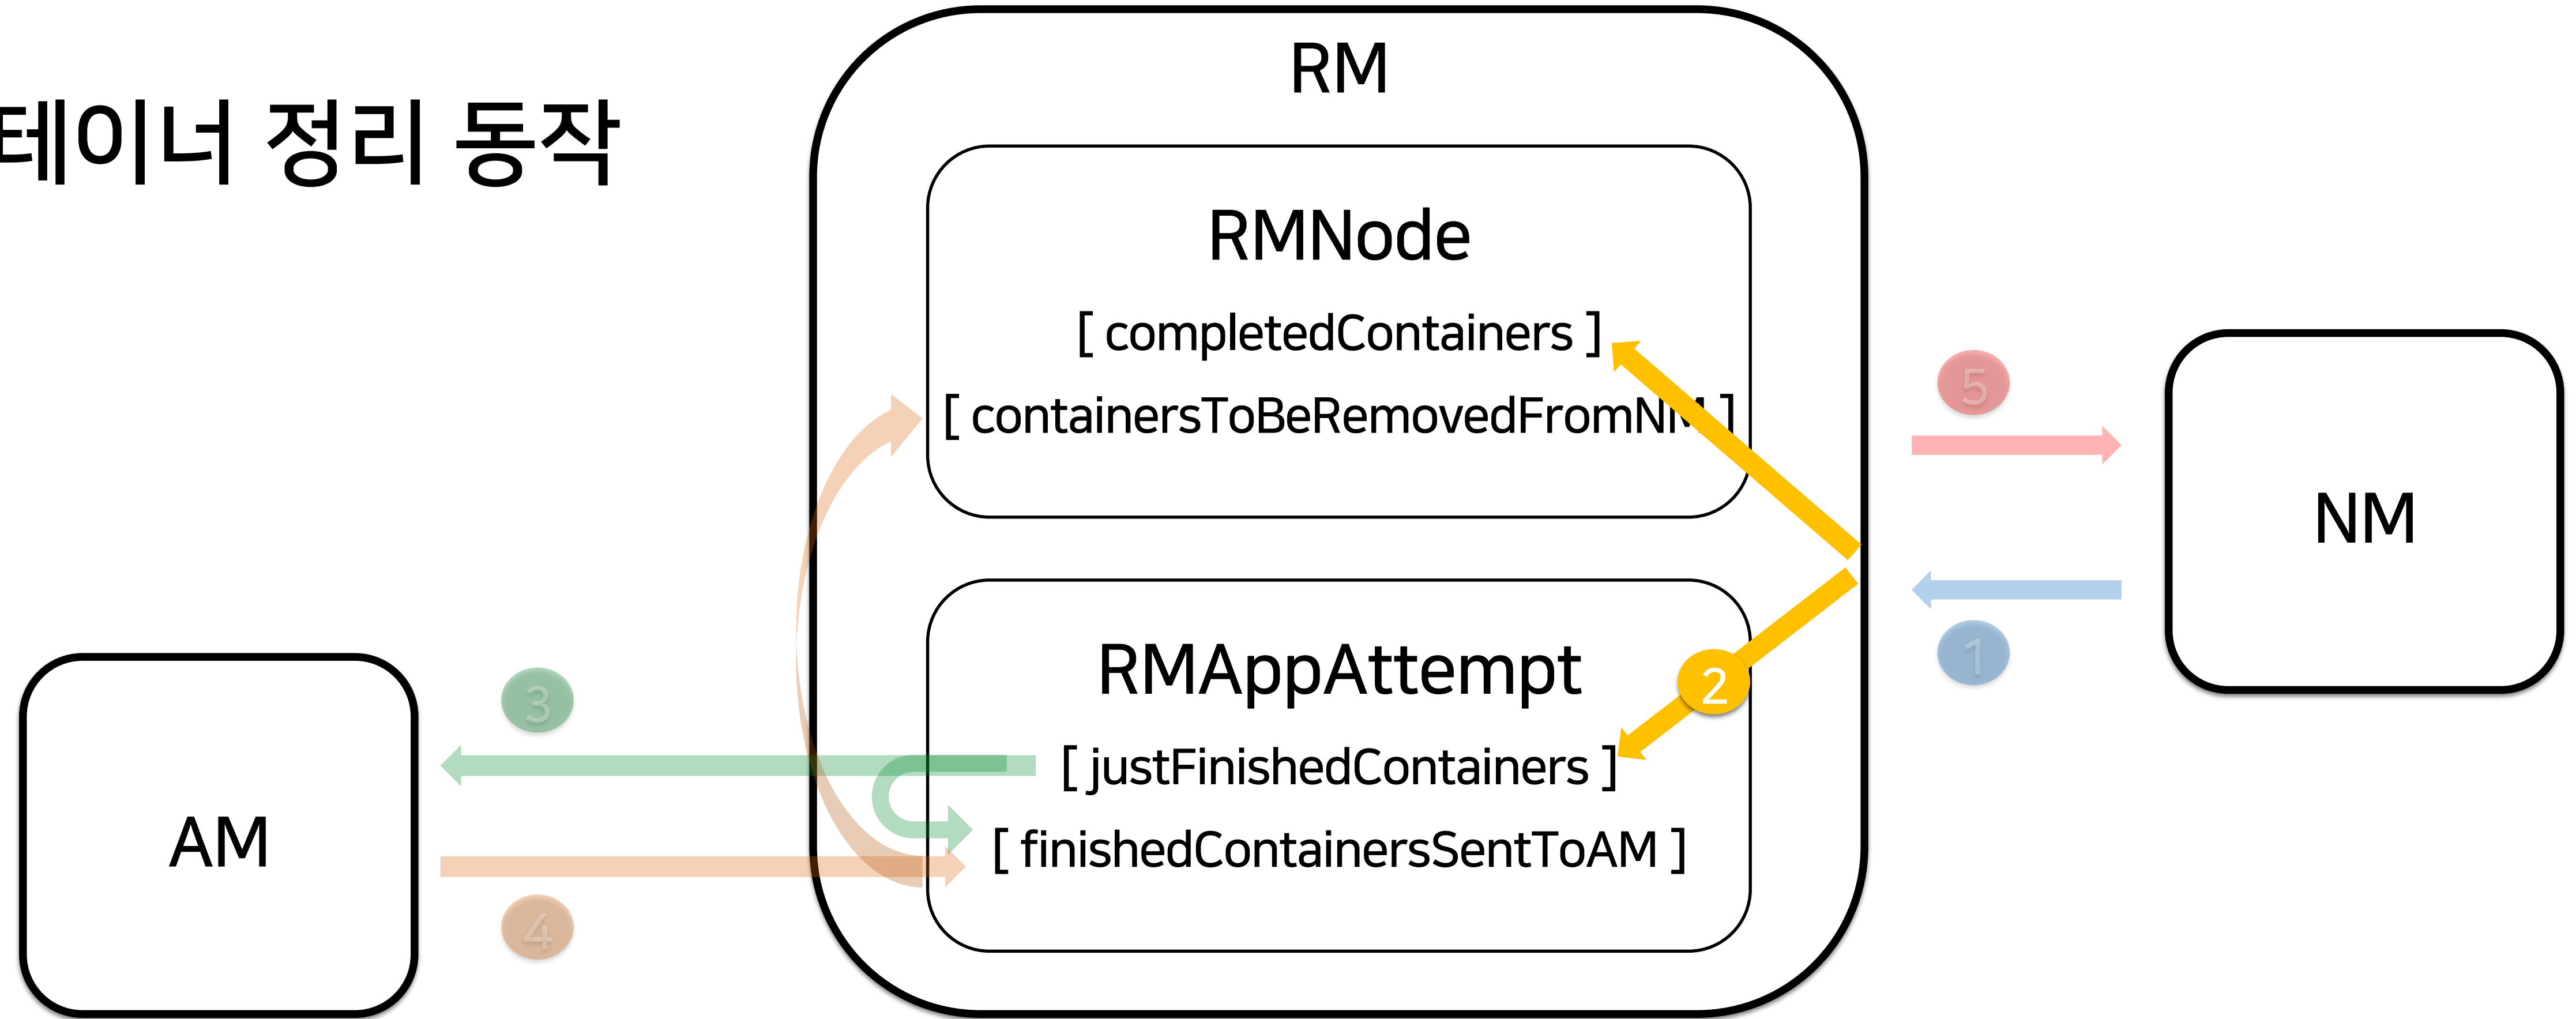 테이너 정리 동작
RM
RMNode
[ completedContainers ]
[ containersToBeRemovedFromNM ]
5
NM
1
RMAppAttempt
2
3
[ justFinishedContainers ]
AM
[ finishedContainersSentToAM ]
4